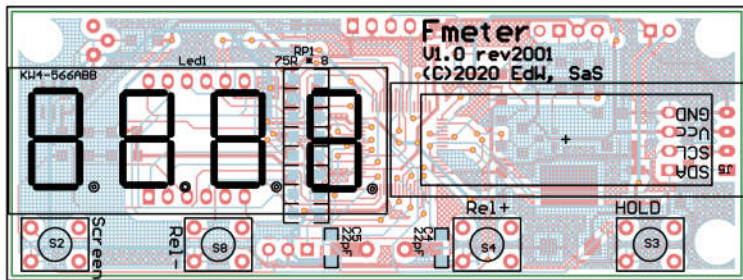 Fmeter
V1.0 rev2001
(C)2020 EdW, SaS
KW4-566ABB
Led1
RP1
75R * 8
GND
VCC
SCL
SDA
J5
S2
Screen
Rel-
S8
C5
22pF
C4
22pF
Rel+
S4
HOLD
S3